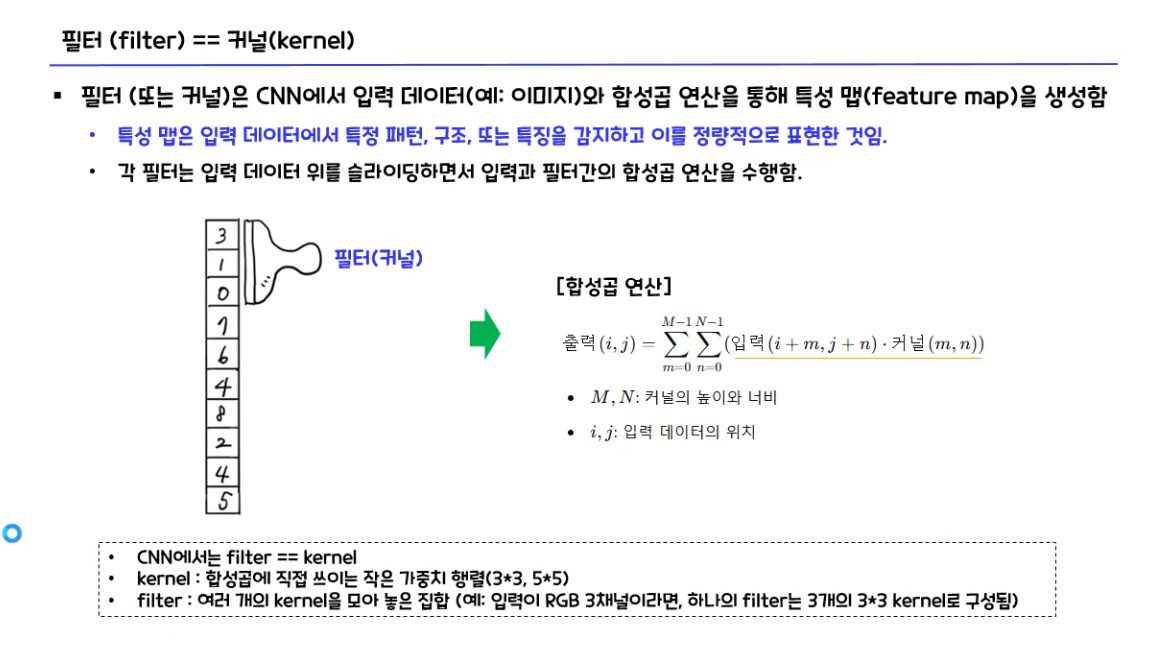 필터 (filter) == 커널(kernel)
▪ 필터 (또는 커널)은 CNN에서 입력 데이터(예: 이미지)와 합성곱 연산을 통해 특성 맵(feature map)을 생성함
• 특성 맵은 입력 데이터에서 특정 패턴, 구조, 또는 특징을 감지하고 이를 정량적으로 표현한 것임.
• 각 필터는 입력 데이터 위를 슬라이딩하면서 입력과 필터간의 합성곱 연산을 수행함.
3
1
0
7
6
4
8
2
4
5
필터(커널)
[합성곱 연산]
출력(i, j) = \sum_{m=0}^{M-1} \sum_{n=0}^{N-1} (입력(i + m, j + n) · 커널(m, n))
• M, N: 커널의 높이와 너비
• i, j: 입력 데이터의 위치
• CNN에서는 filter == kernel
• kernel : 합성곱에 직접 쓰이는 작은 가중치 행렬(3*3, 5*5)
• filter : 여러 개의 kernel을 모아 놓은 집합 (예: 입력이 RGB 3채널이라면, 하나의 filter는 3개의 3*3 kernel로 구성됨)